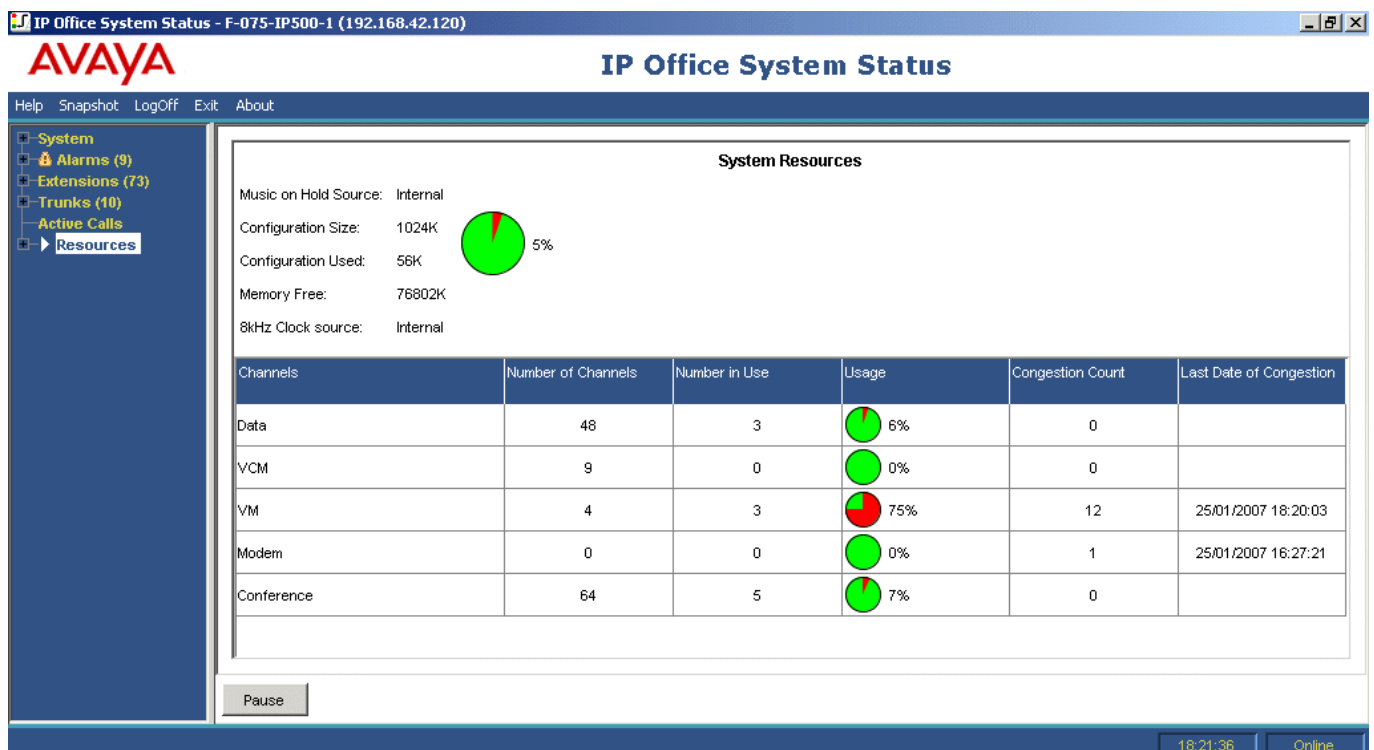 IP Office System Status - F-075-IP500-1 (192.168.42.120)
AVAYA
IP Office System Status
Help Snapshot LogOff Exit About
System
Alarms (9)
Extensions (73)
Trunks (10)
Active Calls
Resources
System Resources
Music on Hold Source: Internal
Configuration Size: 1024K
5%
Configuration Used: 56K
Memory Free: 76802K
8kHz Clock source: Internal
Channels Number of Channels Number in Use Usage Congestion Count Last Date of Congestion
Data 48 3 6% 0
VCM 9 0 0% 0
VM 4 3 75% 12 25/01/2007 18:20:03
Modem 0 0 0% 1 25/01/2007 16:27:21
Conference 64 5 7% 0
Pause
18:21:36 Online